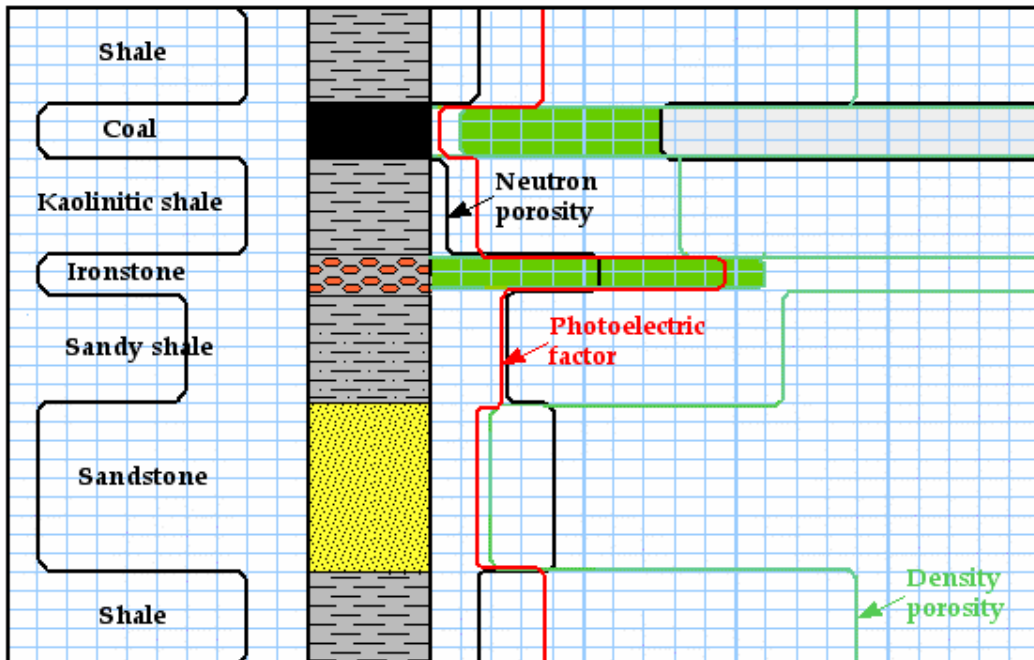 Shale
Coal
Kaolinitic shale
Neutron
porosity
Ironstone
Photoelectric
factor
Sandy shale
Sandstone
Density
porosity
Shale